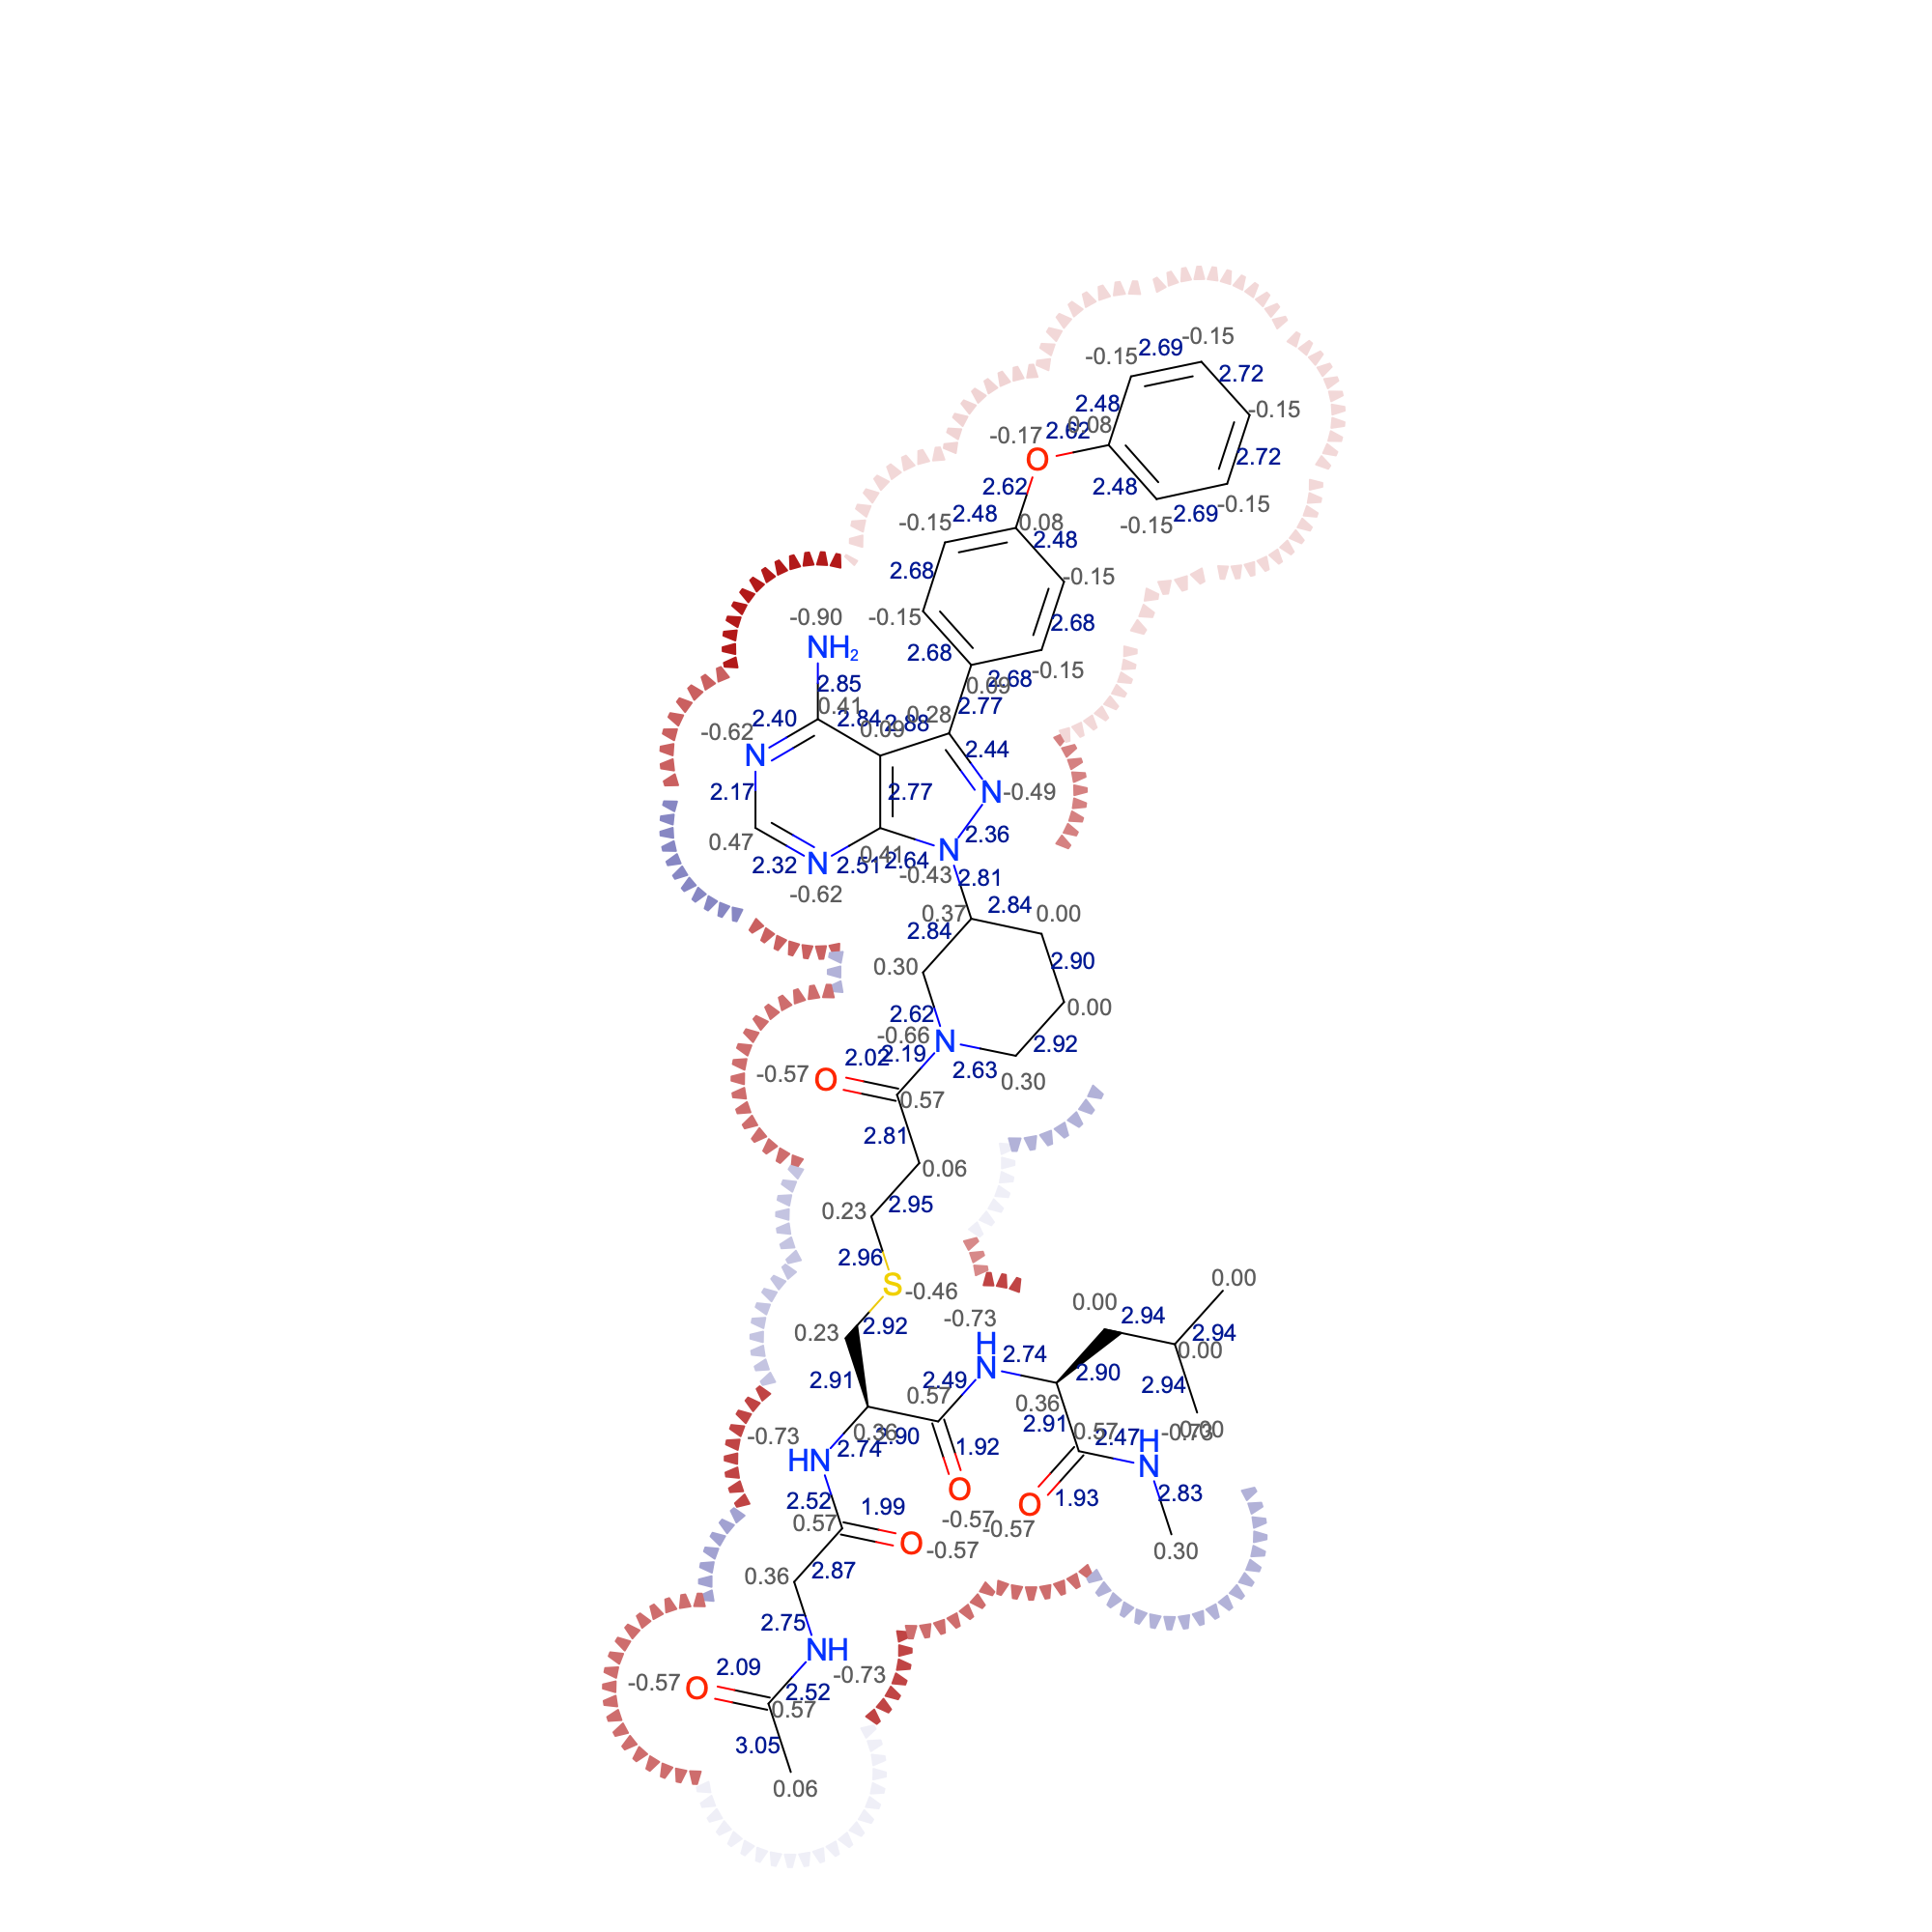 -0.15 2.69 -0.15
2.72
2.48 -0.15
-0.17 2.62 0.08
O 2.72
2.62 2.48 -0.15
-0.15 2.48 0.08 -0.15 2.69
2.48
2.68 -0.15
-0.90 -0.15 2.68
NH2 2.68 -0.15
2.85 0.09 2.68
0.41 0.28 2.77
-0.62 2.40 2.84 0.09 2.88
N 2.44
2.17 2.77 N -0.49
0.47 2.36
2.32 N 2.51 0.41 2.64 N
-0.62 -0.43 2.81
0.37 2.84 0.00
2.84
0.30 2.90
2.62 0.00
-0.66 N 2.92
2.02 2.19
-0.57 O 2.63 0.30
0.57
2.81
0.06
0.23 2.95
2.96
S -0.46 0.00
-0.73 0.00 2.94
0.23 2.92 H 2.94
N 2.74 0.00
2.91 2.49 2.90 2.94
0.57 0.36
-0.73 0.36 2.90 2.91 0.57 2.47 H -0.73 0.00
HN 2.74 1.92 N
2.52 1.99 O O 1.93 2.83
0.57 -0.57 -0.57
O -0.57 0.30
0.36 2.87
2.75
NH
2.09 -0.73
-0.57 O 2.52
0.57
3.05
0.06